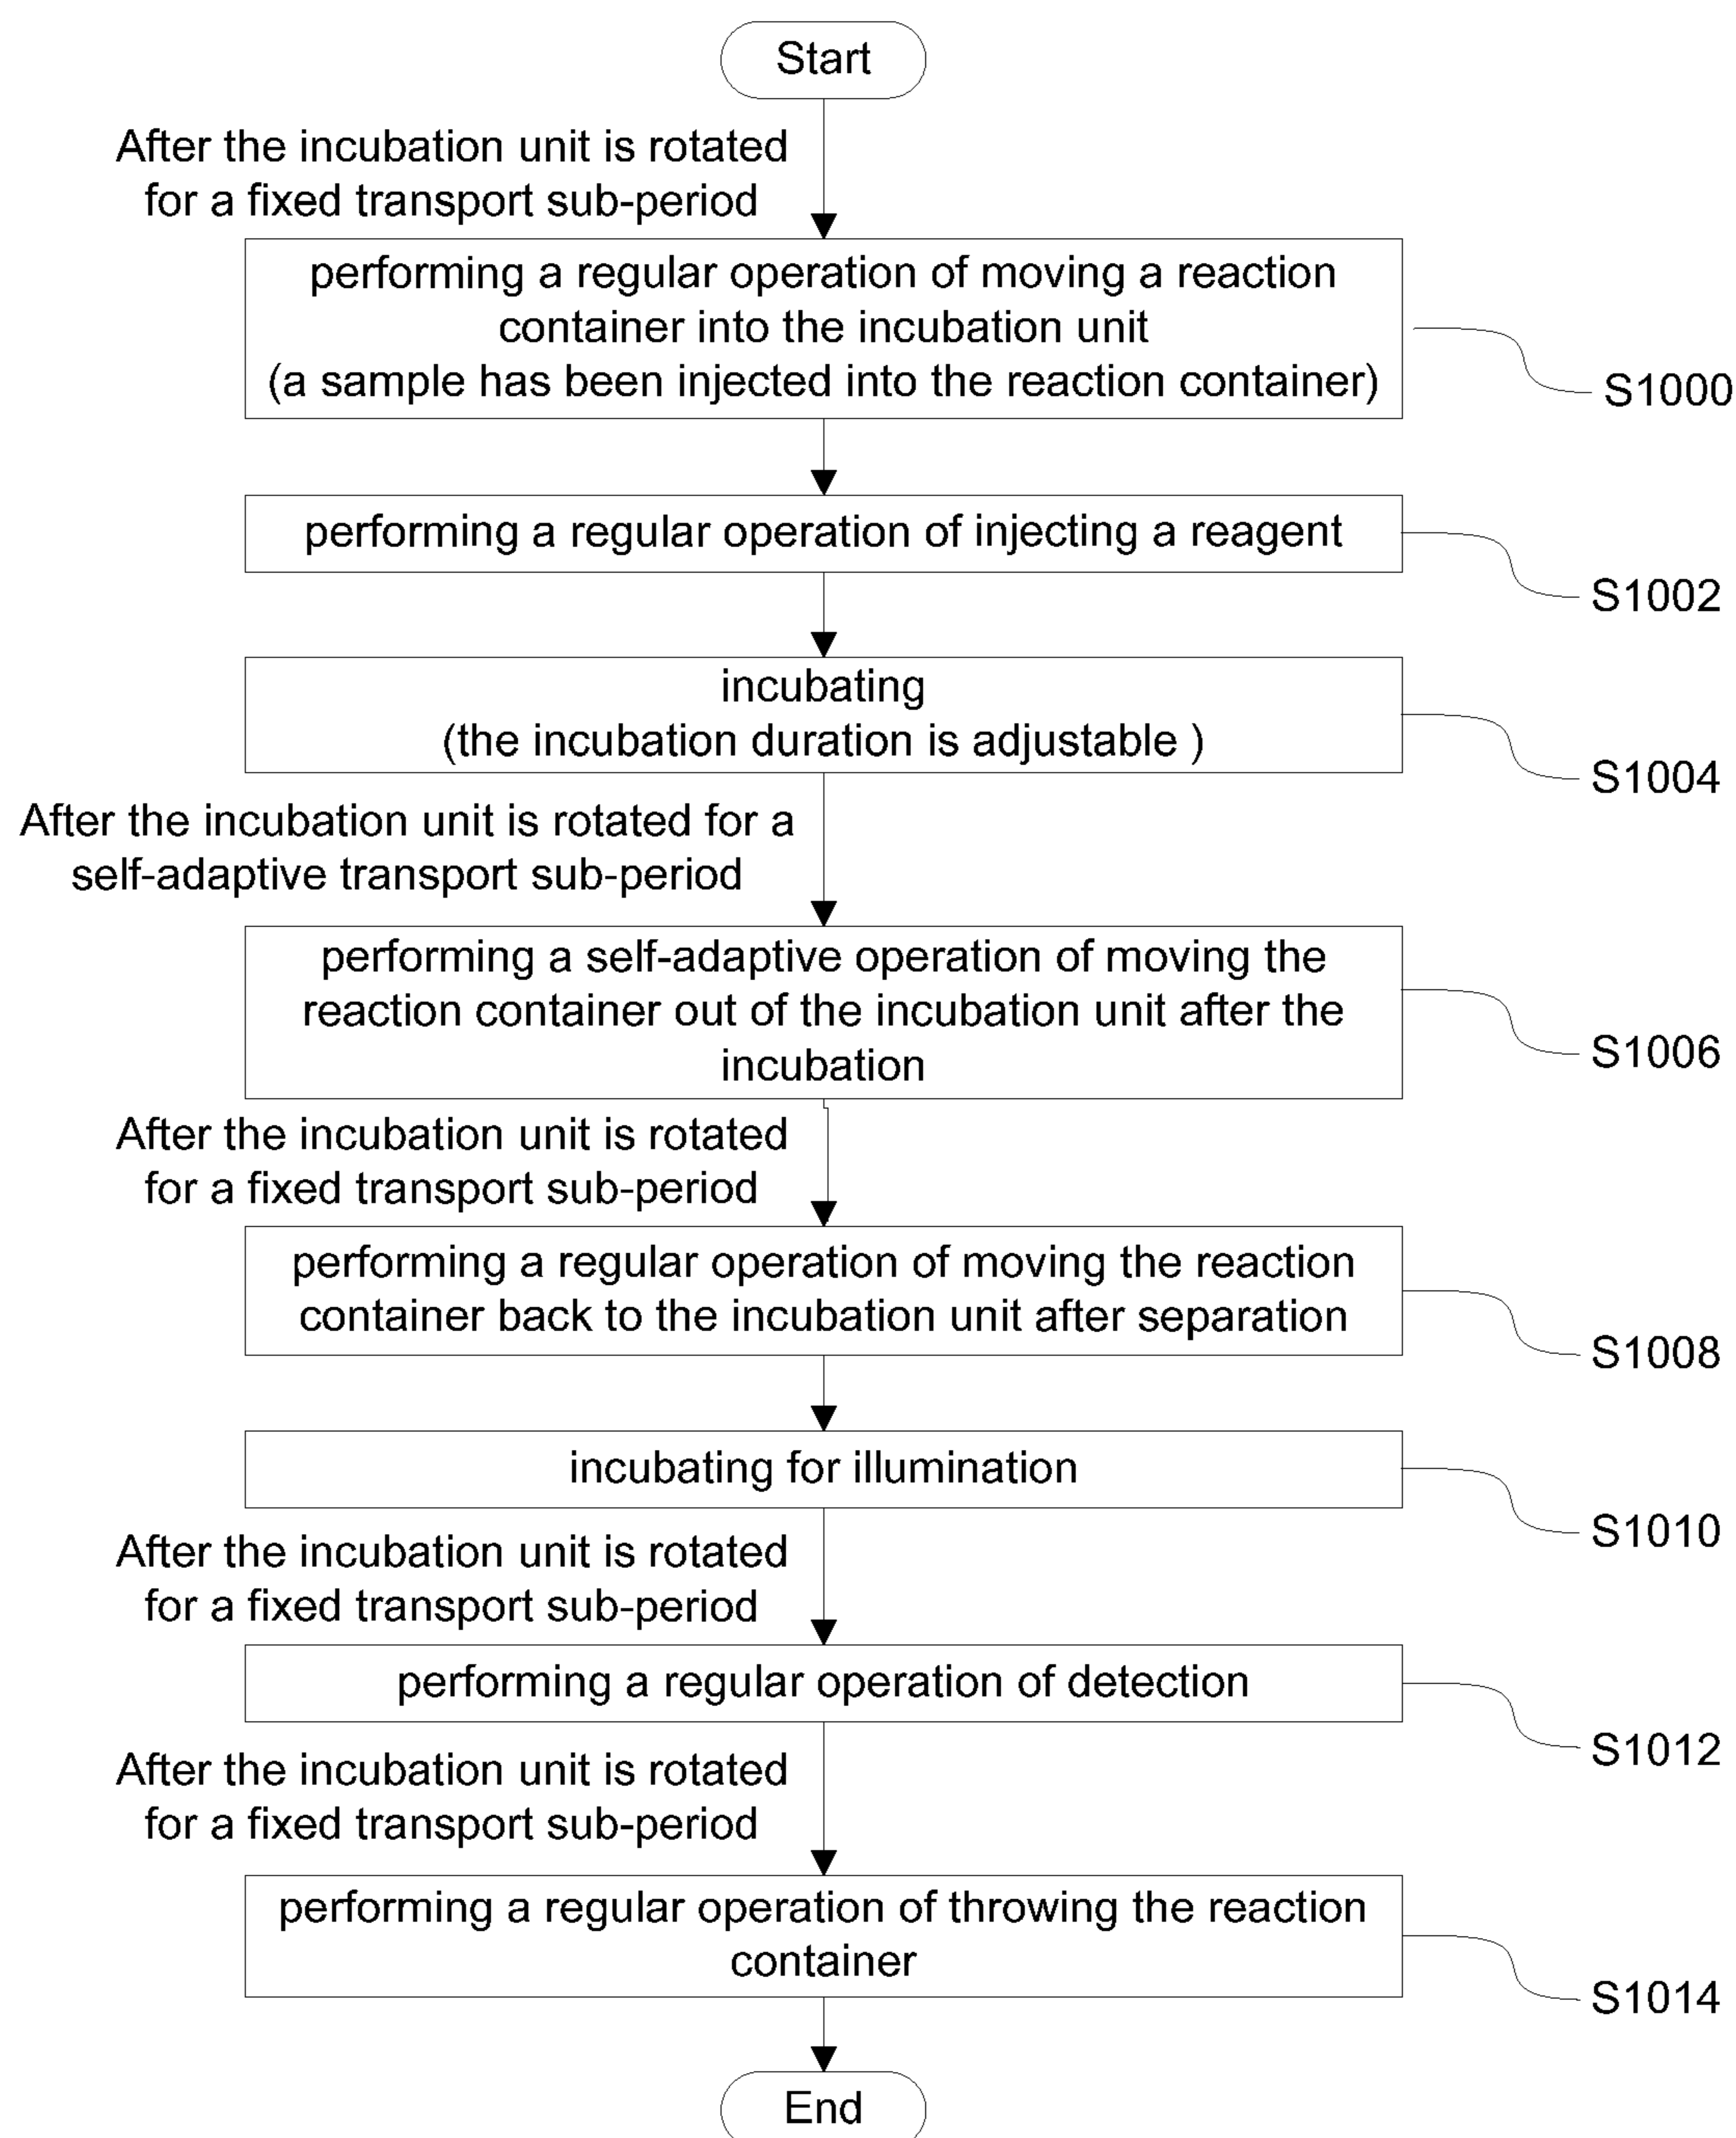 Start
After the incubation unit is rotated
for a fixed transport sub-period
performing a regular operation of moving a reaction
container into the incubation unit
(a sample has been injected into the reaction container)
S1000
performing a regular operation of injecting a reagent
S1002
incubating
(the incubation duration is adjustable )
S1004
After the incubation unit is rotated for a
self-adaptive transport sub-period
performing a self-adaptive operation of moving the
reaction container out of the incubation unit after the
incubation
S1006
After the incubation unit is rotated
for a fixed transport sub-period
performing a regular operation of moving the reaction
container back to the incubation unit after separation
S1008
incubating for illumination
S1010
After the incubation unit is rotated
for a fixed transport sub-period
performing a regular operation of detection
S1012
After the incubation unit is rotated
for a fixed transport sub-period
performing a regular operation of throwing the reaction
container
S1014
End